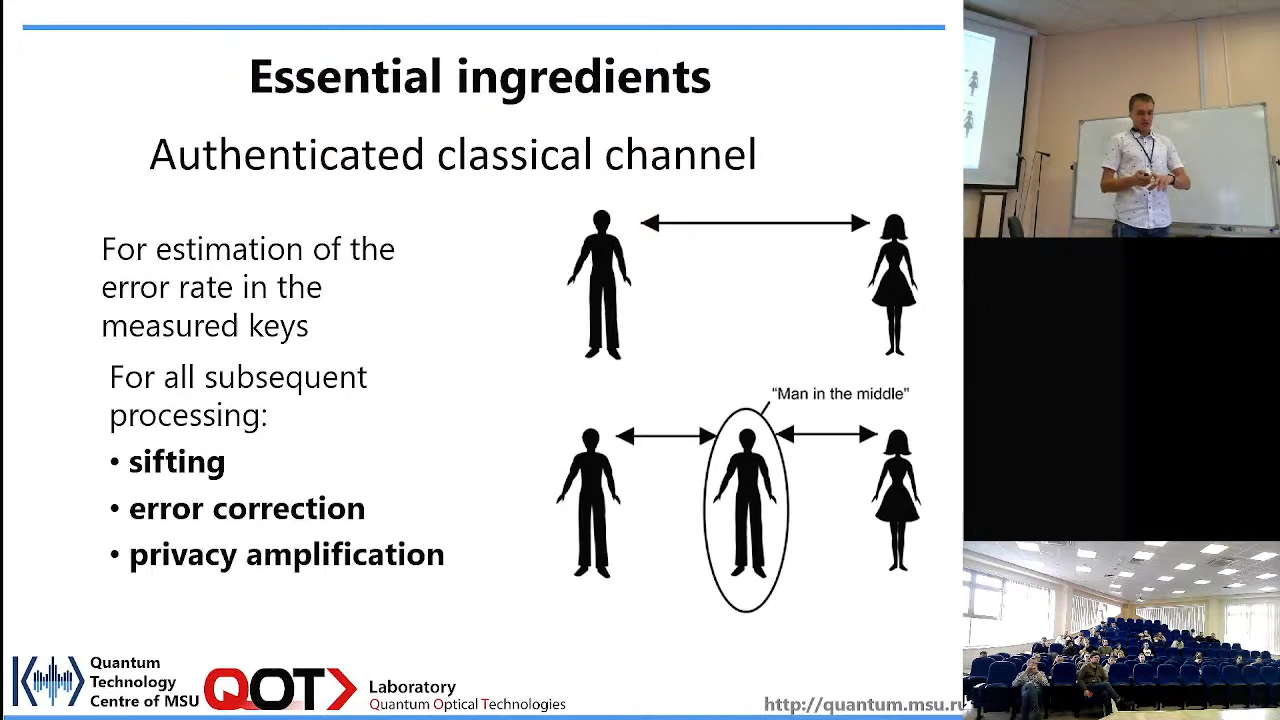 Essential ingredients
Authenticated classical channel
For estimation of the
error rate in the
measured keys
For all subsequent
processing:
• sifting
• error correction
• privacy amplification
"Man in the middle"
Quantum
Technology
Centre of MSU
QOT
Laboratory
Quantum Optical Technologies
http://quantum.msu.ru